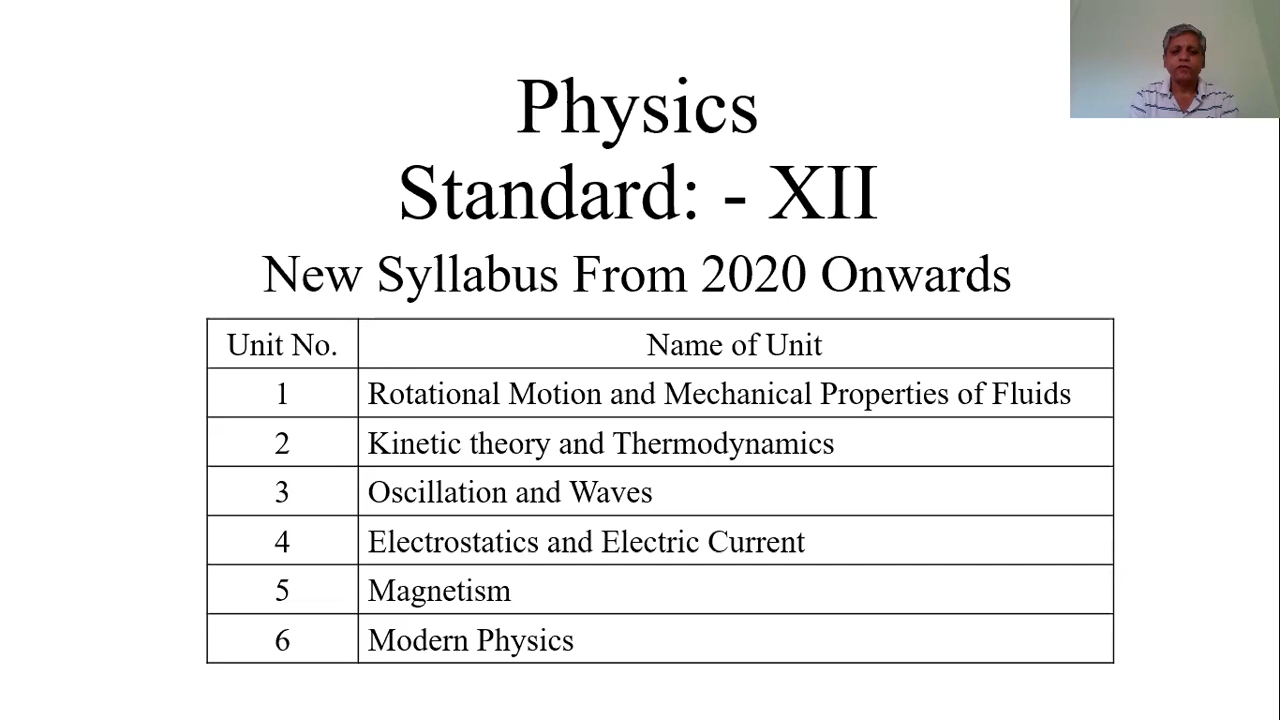 Physics
Standard: - XII
New Syllabus From 2020 Onwards
Unit No. Name of Unit
1 Rotational Motion and Mechanical Properties of Fluids
2 Kinetic theory and Thermodynamics
3 Oscillation and Waves
4 Electrostatics and Electric Current
5 Magnetism
6 Modern Physics